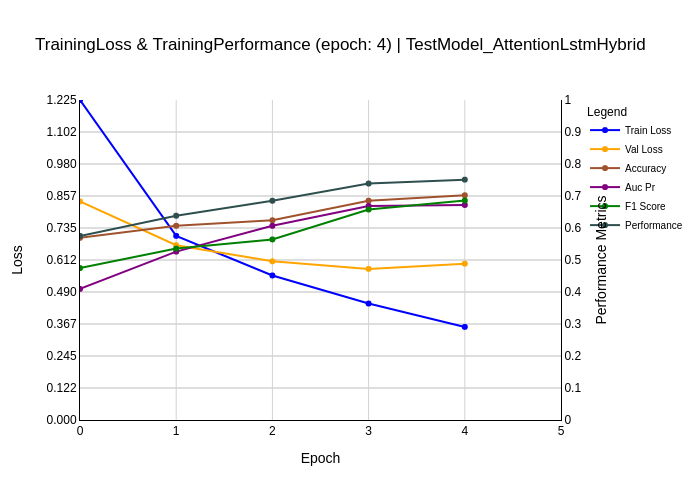 TrainingLoss & TrainingPerformance (epoch: 4) | TestModel_AttentionLstmHybrid
1.225
1.102
0.980
0.857
0.735
0.612
0.490
0.367
0.245
0.122
0.000
Loss
0
1
2
3
4
5
Epoch
1
0.9
0.8
0.7
0.6
0.5
0.4
0.3
0.2
0.1
0
Performance Metrics
Legend
Train Loss
Val Loss
Accuracy
Auc Pr
F1 Score
Performance